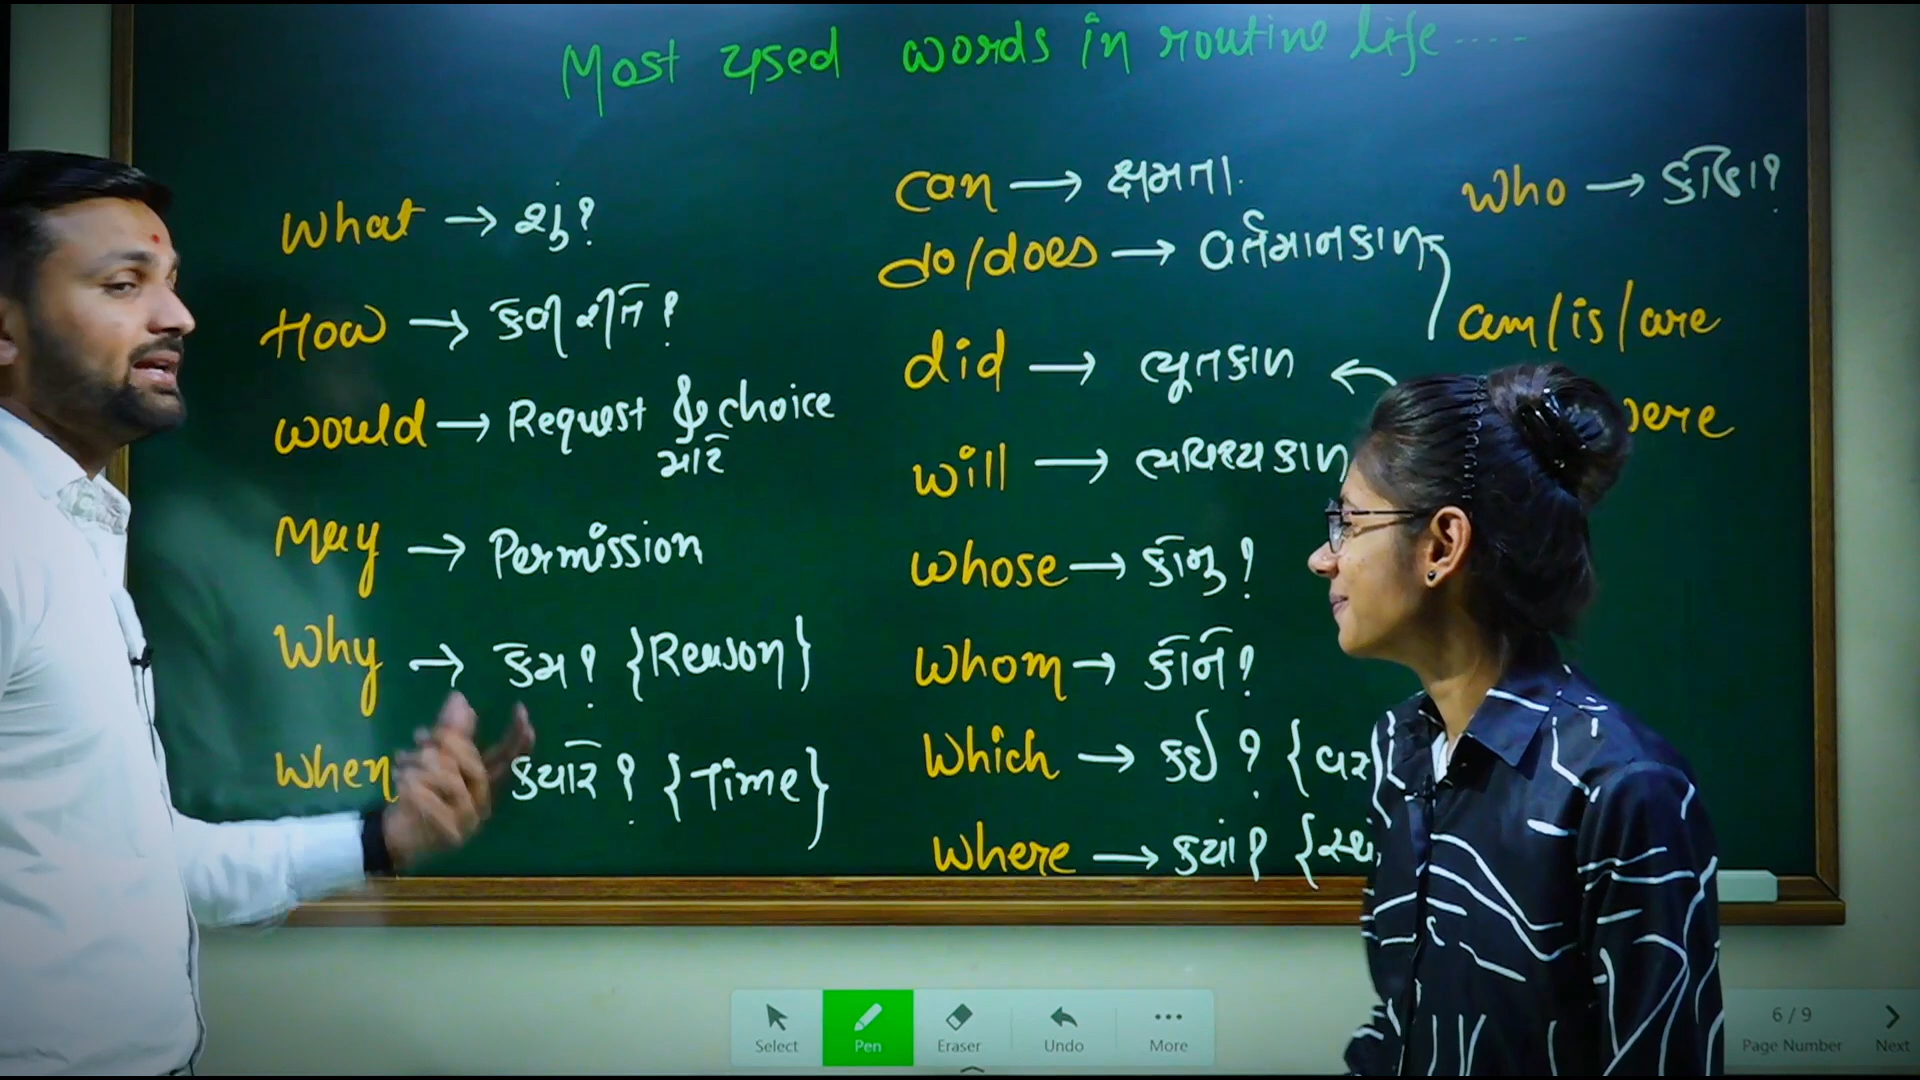 Most used words in routine life .....
What → શું?
How → કેવી રીતે?
would → Request & choice
માટે
May → Permission
Why → કેમ? {Reason}
When ક્યારે? {Time}
can → ક્ષમતા.
do/does → વર્તમાનકાળ
did → ભૂતકાળ
will → ભવિષ્યકાળ
whose → કોનું?
whom → કોને?
Which → કઈ? {
Where → ક્યાં? {
who → કોણ?
am/is/are
Select
Pen
Eraser
Undo
More
6 / 9
Page Number
Next